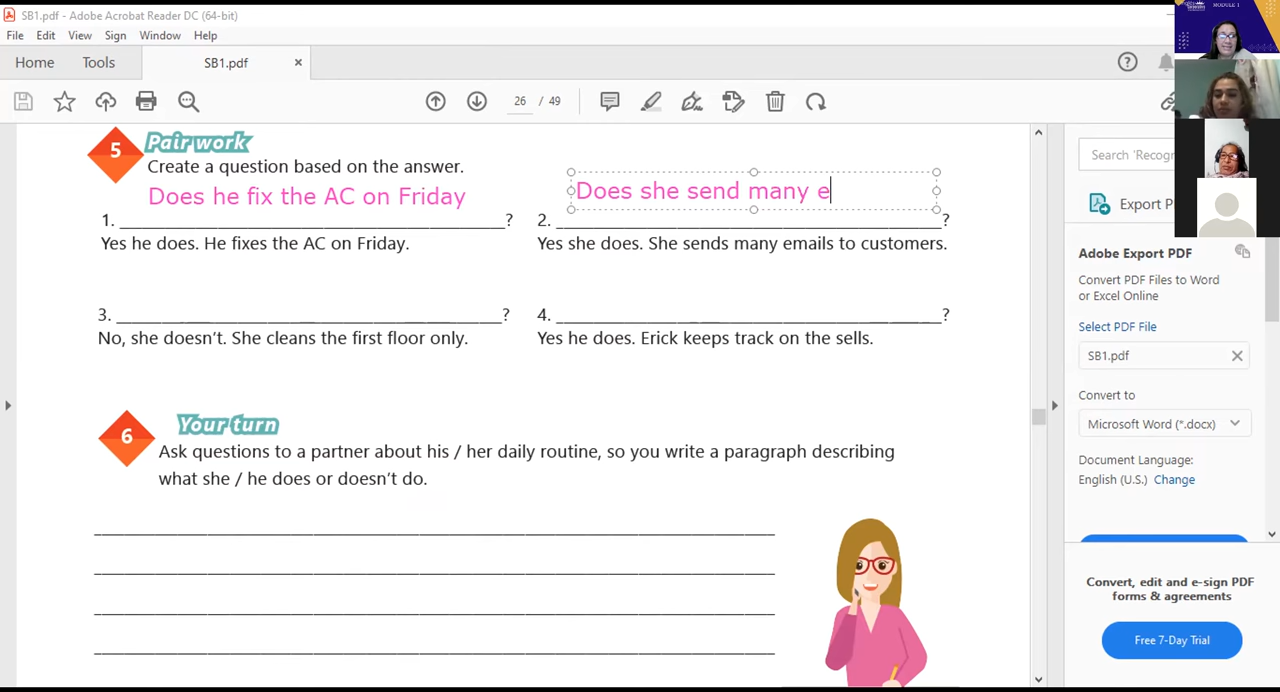 SB1.pdf - Adobe Acrobat Reader DC (64-bit)
MODULE 1
File Edit View Sign Window Help
Home Tools SB1.pdf
26 / 49
5 Pair work
Create a question based on the answer.
Does he fix the AC on Friday
Does she send many e
1. ?
2. ?
Yes he does. He fixes the AC on Friday.
Yes she does. She sends many emails to customers.
3. ?
4. ?
No, she doesn't. She cleans the first floor only.
Yes he does. Erick keeps track on the sells.
6 Your turn
Ask questions to a partner about his / her daily routine, so you write a paragraph describing
what she / he does or doesn't do.
Search 'Recogn
Export P
Adobe Export PDF
Convert PDF Files to Word
or Excel Online
Select PDF File
SB1.pdf
Convert to
Microsoft Word (*.docx)
Document Language:
English (U.S.) Change
Convert, edit and e-sign PDF
forms & agreements
Free 7-Day Trial